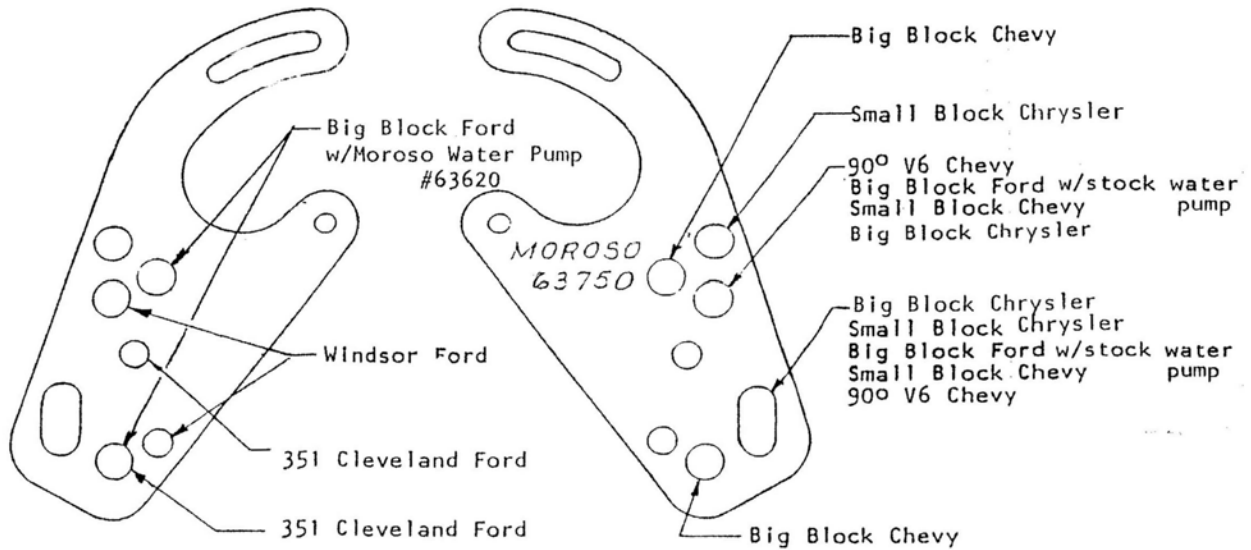 Big Block Ford
w/Moroso Water Pump
#63620
Windsor Ford
351 Cleveland Ford
351 Cleveland Ford
MOROSO
63750
Big Block Chevy
Small Block Chrysler
90º V6 Chevy
Big Block Ford w/stock water
Small Block Chevy pump
Big Block Chrysler
Big Block Chrysler
Small Block Chrysler
Big Block Ford w/stock water
Small Block Chevy pump
90º V6 Chevy
Big Block Chevy